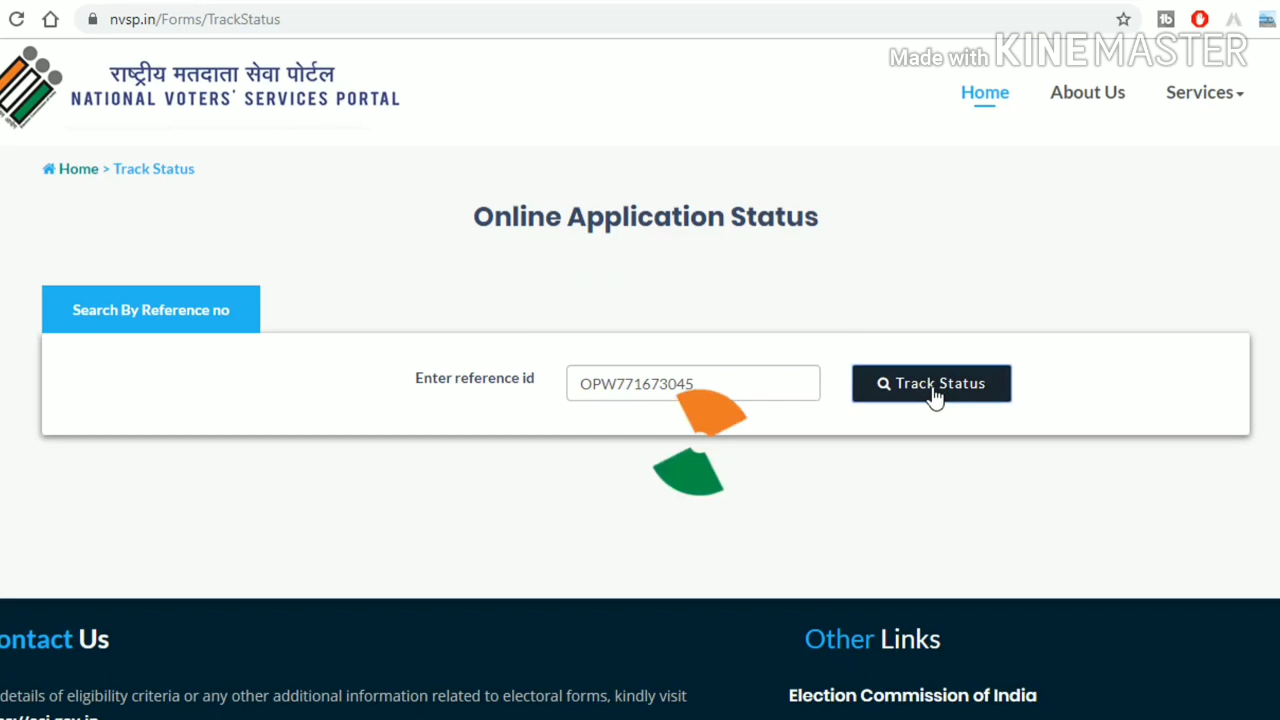 nvsp.in/Forms/TrackStatus
Made with KINEMASTER
राष्ट्रीय मतदाता सेवा पोर्टल
NATIONAL VOTERS' SERVICES PORTAL
Home
About Us
Services
Home > Track Status
Online Application Status
Search By Reference no
Enter reference id
OPW771673045
Track Status
ontact Us
Other Links
details of eligibility criteria or any other additional information related to electoral forms, kindly visit
Election Commission of India